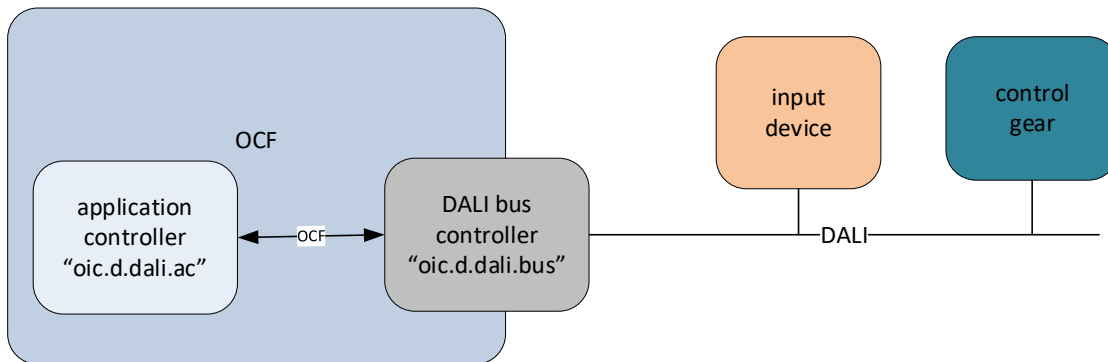 OCF
application
controller
“oic.d.dali.ac”
OCF
DALI bus
controller
“oic.d.dali.bus”
input
device
control
gear
DALI